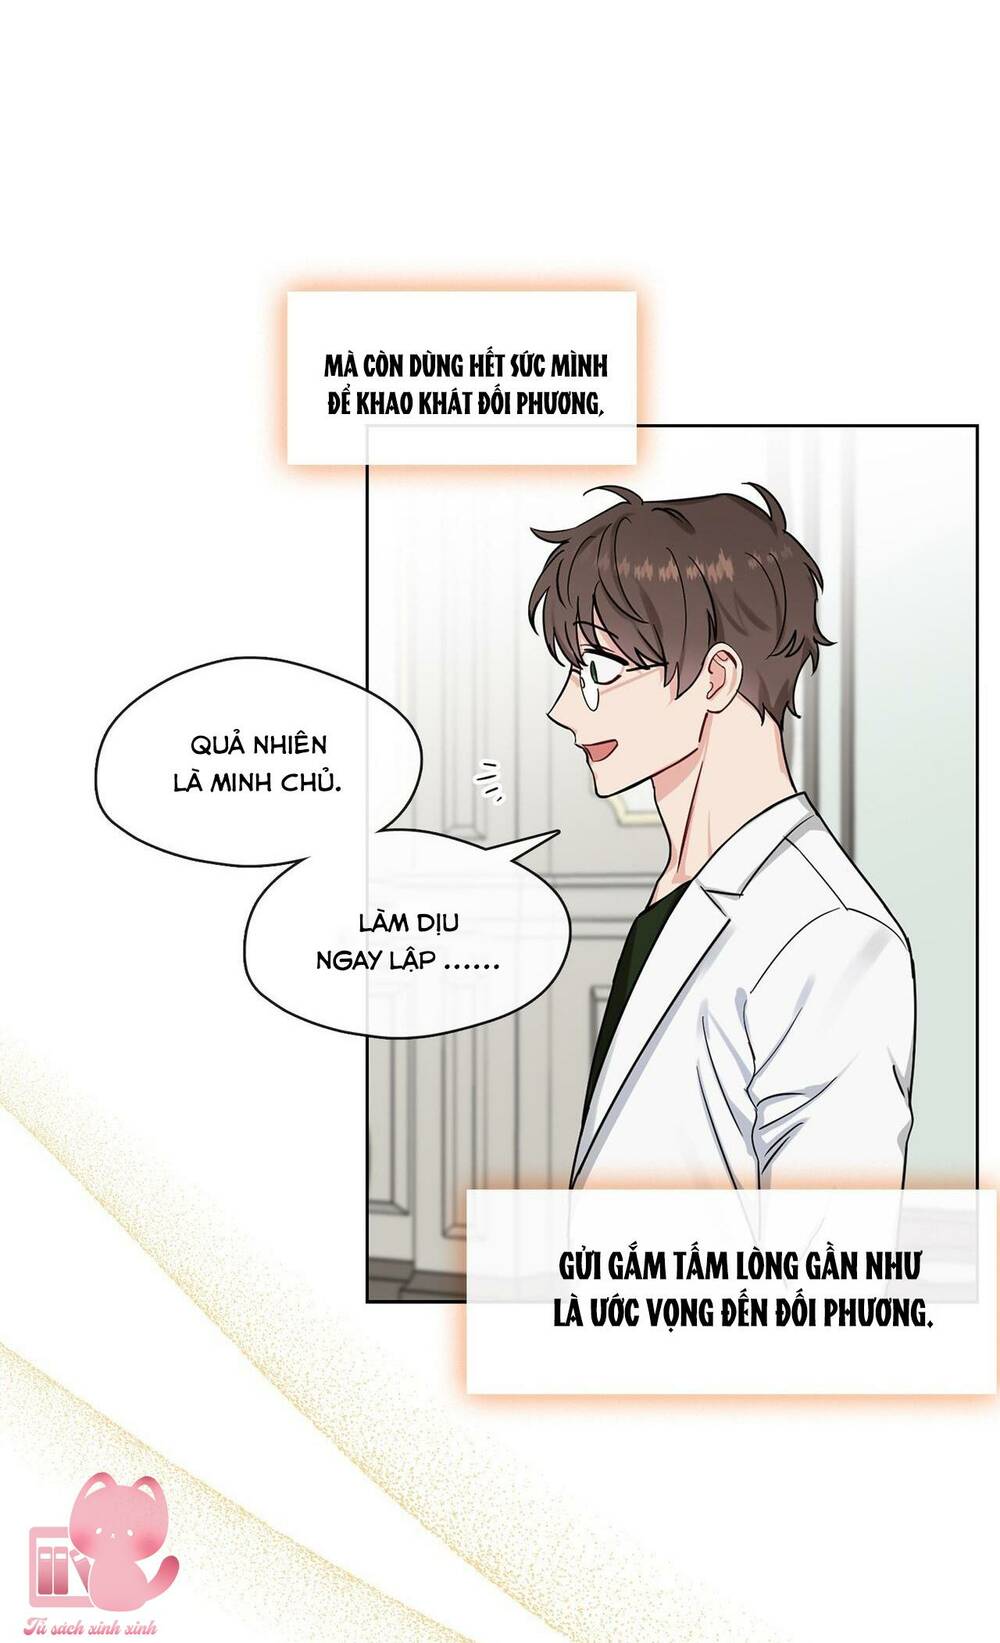 MÀ CÒN DÙNG HẾT SỨC MÌNH
ĐỂ KHAO KHÁT ĐỐI PHƯƠNG,
QUẢ NHIÊN
LÀ MINH CHỦ.
LÀM DỊU
NGAY LẬP ......
GỬI GẮM TẤM LÒNG GẦN NHƯ
LÀ ƯỚC VỌNG ĐẾN ĐỐI PHƯƠNG.
Tủ sách xinh xinh